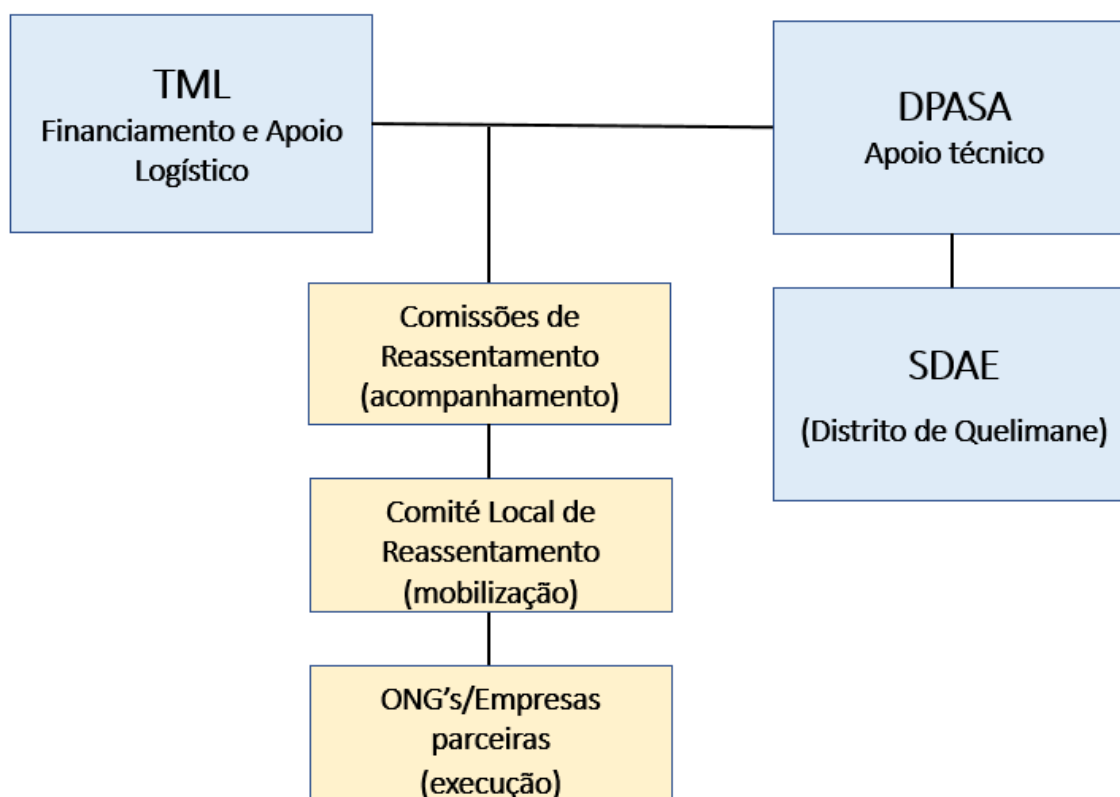 TML
Financiamento e Apoio
Logístico
DPASA
Apoio técnico
Comissões de
Reassentamento
(acompanhamento)
SDAE
(Distrito de Quelimane)
Comité Local de
Reassentamento
(mobilização)
ONG's/Empresas
parceiras
(execução)